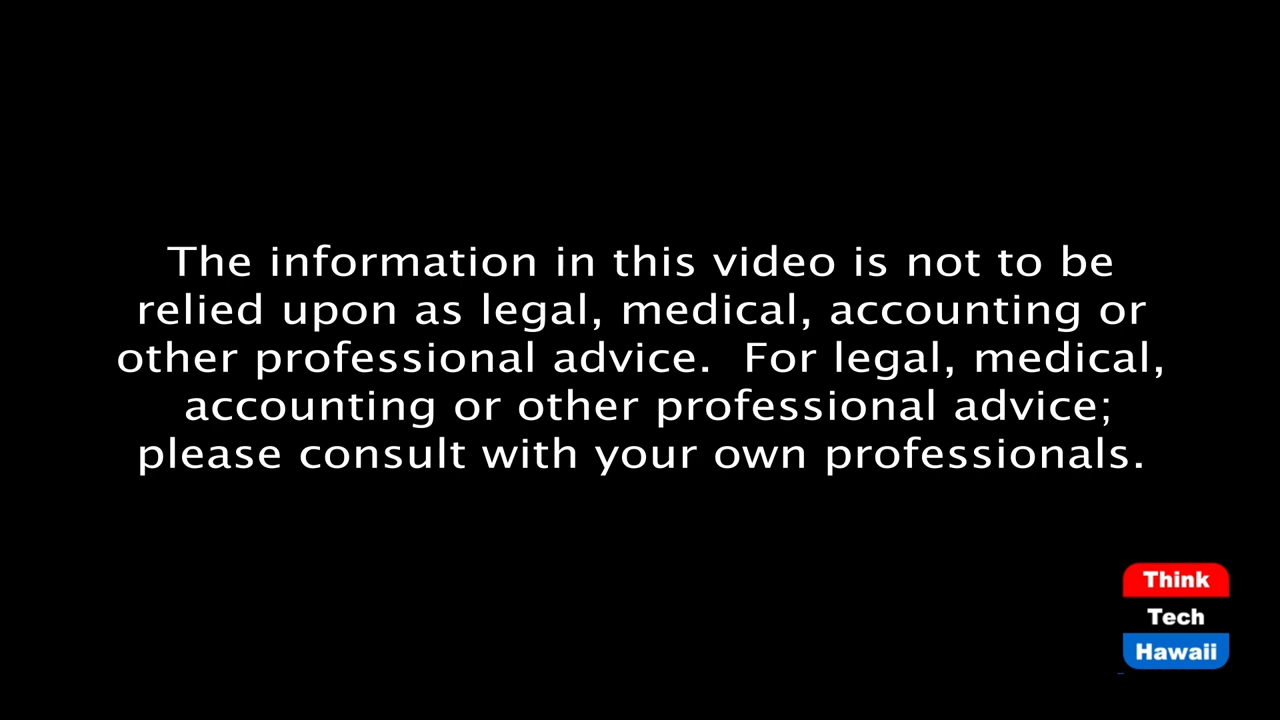 The information in this video is not to be
relied upon as legal, medical, accounting or
other professional advice.  For legal, medical,
accounting or other professional advice;
please consult with your own professionals.
Think
Tech
Hawaii